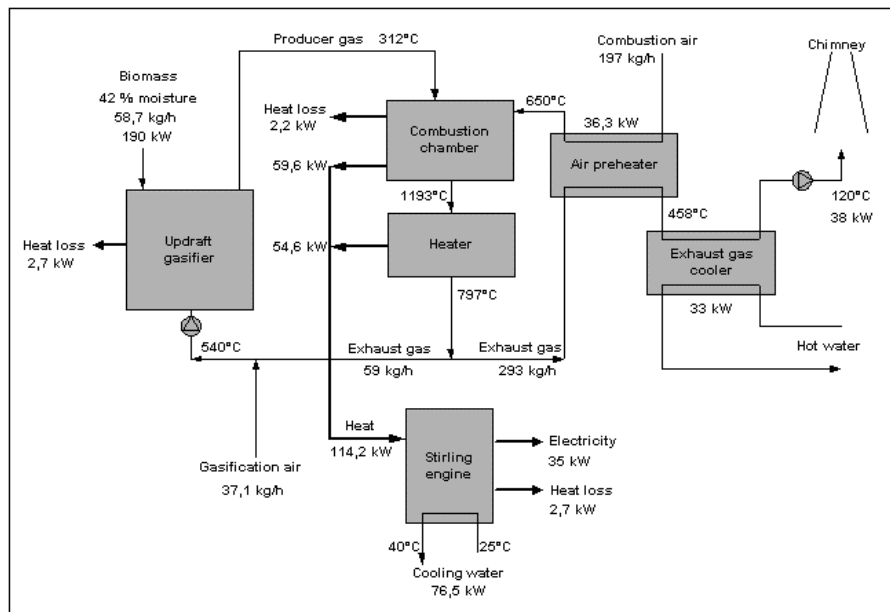 Producer gas 312°C
Combustion air
197 kg/h
Chimney
Biomass
42 % moisture
58,7 kg/h
190 kW
Heat loss
2,2 kW
650°C
36,3 kW
Combustion
chamber
Air preheater
59,6 kW
1193°C
120°C
38 kW
458°C
Updraft
gasifier
Heat loss
2,7 kW
54,6 kW
Heater
Exhaust gas
cooler
797°C
33 kW
540°C
Exhaust gas
59 kg/h
Exhaust gas
293 kg/h
Hot water
Heat
114,2 kW
Stirling
engine
Electricity
35 kW
Gasification air
37,1 kg/h
Heat loss
2,7 kW
40°C
25°C
Cooling water
76,5 kW